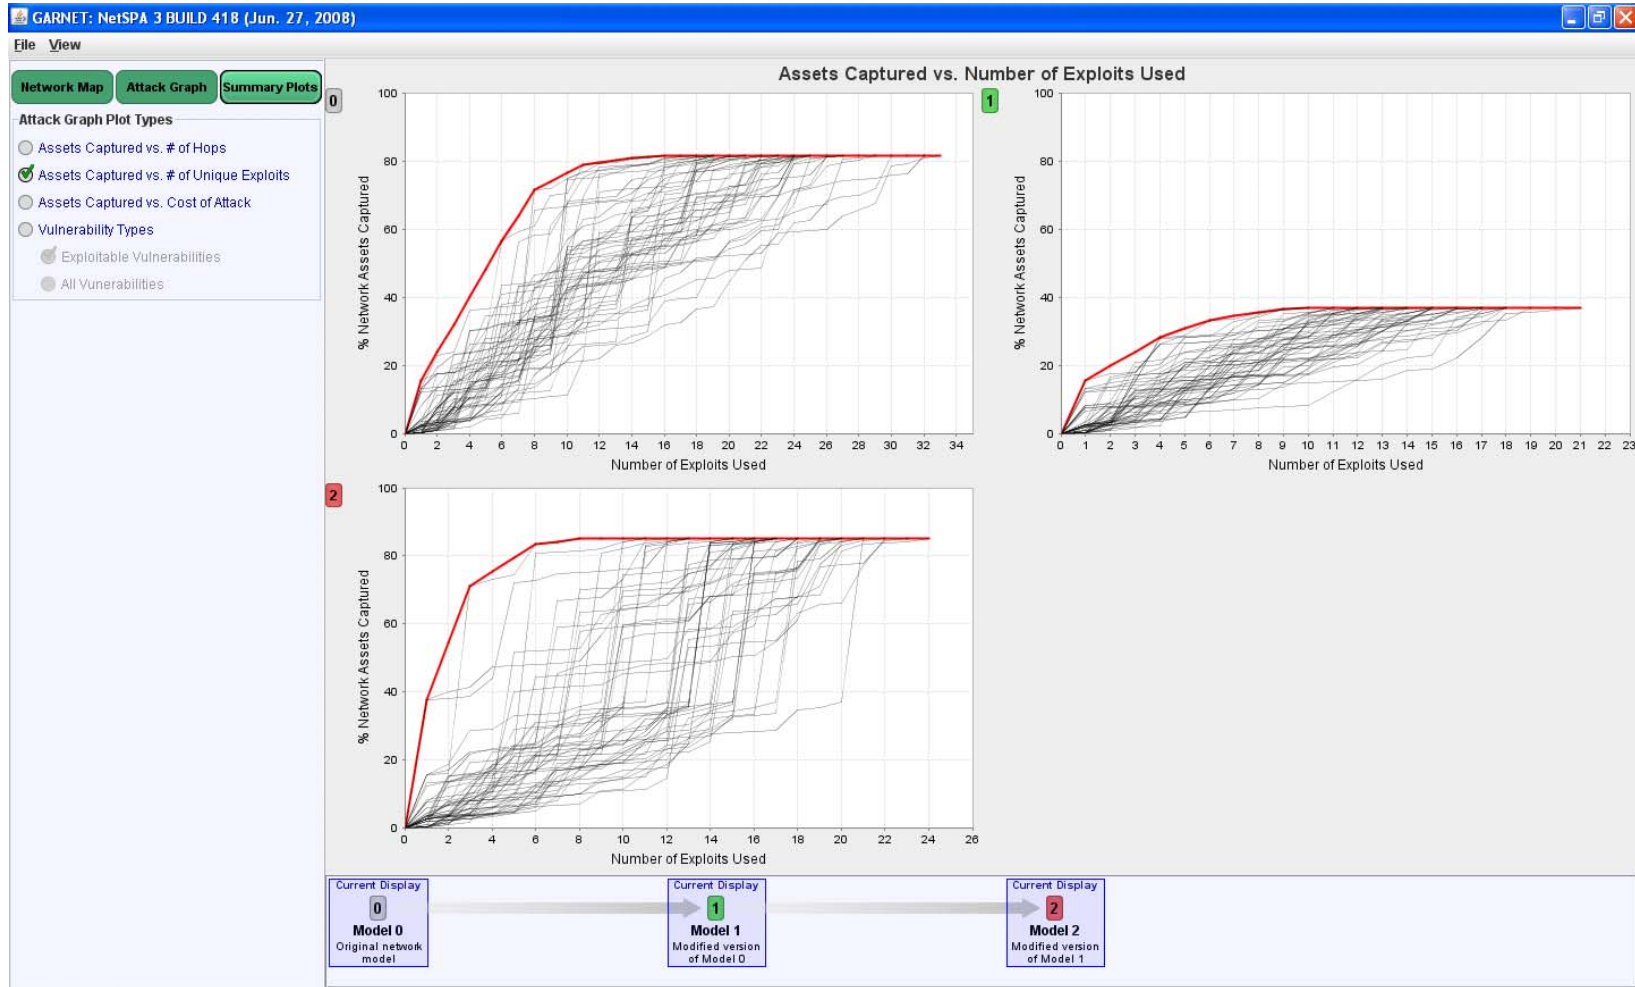 GARNET: NetSPA 3 BUILD 418 (Jun. 27, 2008)
File View
Network Map Attack Graph Summary Plots
Attack Graph Plot Types
Assets Captured vs. # of Hops
Assets Captured vs. # of Unique Exploits
Assets Captured vs. Cost of Attack
Vulnerability Types
Exploitable Vulnerabilities
All Vunerabilities
Assets Captured vs. Number of Exploits Used
0
100
80
60
40
20
0
% Network Assets Captured
0 2 4 6 8 10 12 14 16 18 20 22 24 26 28 30 32 34
Number of Exploits Used
1
100
80
60
40
20
0
% Network Assets Captured
0 1 2 3 4 5 6 7 8 9 10 11 12 13 14 15 16 17 18 19 20 21 22 23
Number of Exploits Used
2
100
80
60
40
20
0
% Network Assets Captured
0 2 4 6 8 10 12 14 16 18 20 22 24 26
Number of Exploits Used
Current Display
0
Model 0
Original network
model
Current Display
1
Model 1
Modified version
of Model 0
Current Display
2
Model 2
Modified version
of Model 1